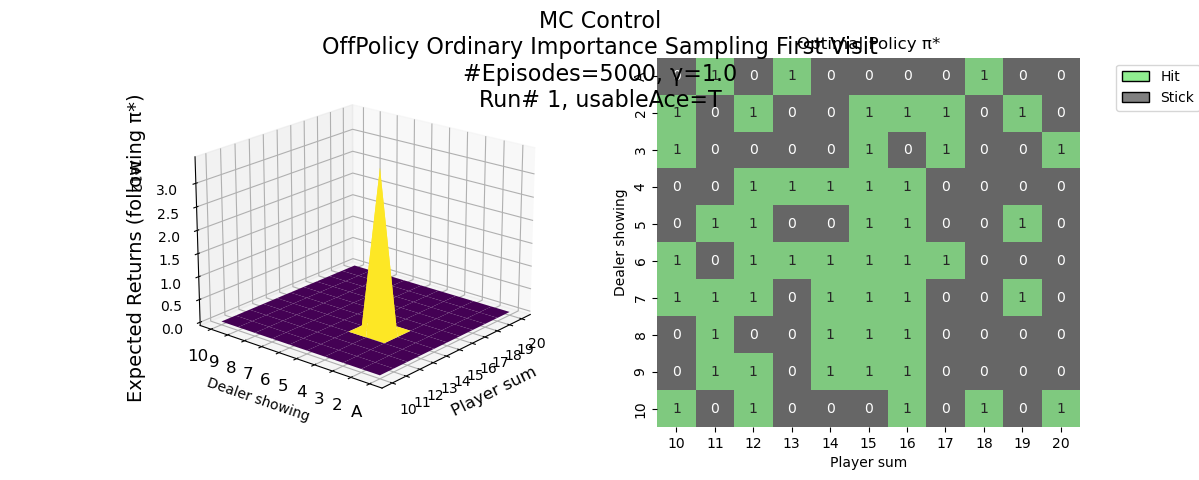 MC Control
OffPolicy Ordinary Importance Sampling First Visit
#Episodes=5000, γ=1.0
Run# 1, usableAce=T
Expected Returns (following π*)
3.0
2.5
2.0
1.5
1.0
0.5
0.0
10 9 8 7 6 5 4 3 2 A
Dealer showing
10 11 12 13 14 15 16 17 18 19 20
Player sum
Optimal Policy π*
0 1 0 1 0 0 0 0 1 0 0
2 1 0 1 0 0 1 1 1 0 1 0
3 1 0 0 0 0 1 0 1 0 0 1
4 0 0 1 1 1 1 1 0 0 0 0
5 0 1 1 0 0 1 1 0 0 1 0
6 1 0 1 1 1 1 1 1 0 0 0
7 1 1 1 0 1 1 1 0 0 1 0
8 0 1 0 0 1 1 1 0 0 0 0
9 0 1 1 0 1 1 1 0 0 0 0
10 1 0 1 0 0 0 1 0 1 0 1
10 11 12 13 14 15 16 17 18 19 20
Dealer showing
Player sum
Hit
Stick